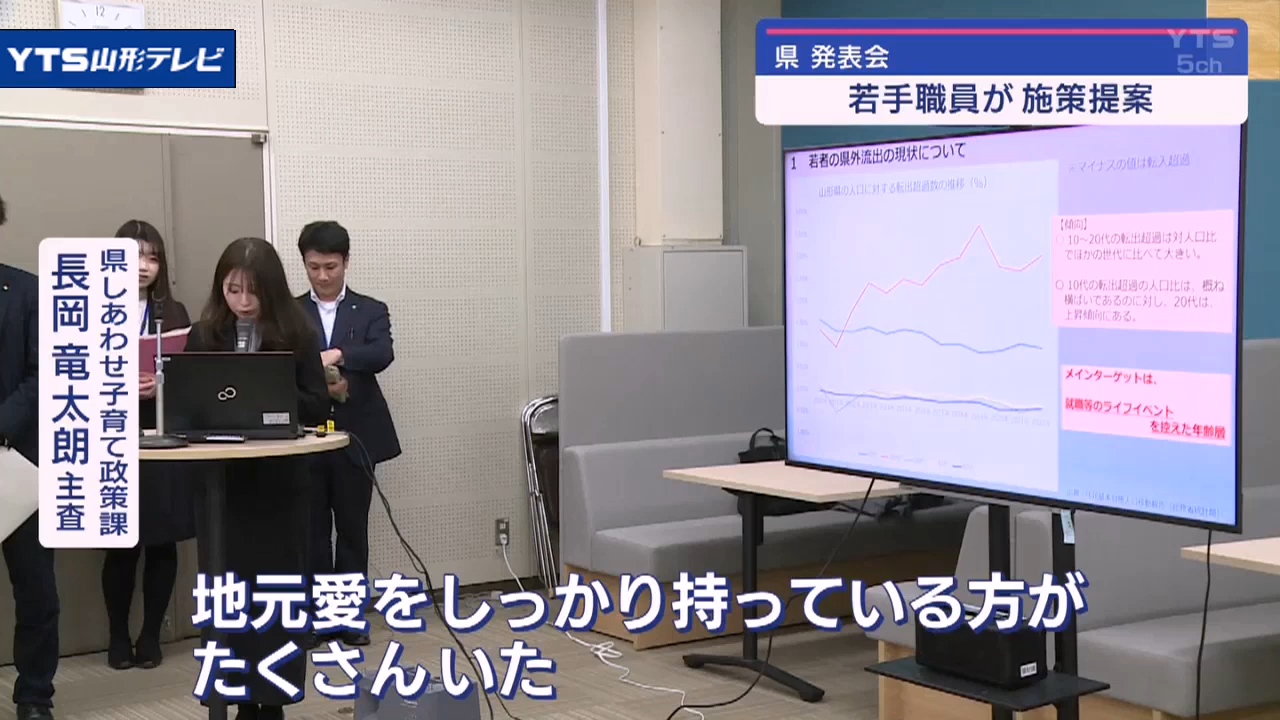 YTS山形テレビ
YTS
5ch
県 発表会
若手職員が 施策提案
1 若者の県外流出の現状について
※マイナスの値は転入超過
山形県の人口に対する転出超過数の推移（％）
【傾向】
○ 10～20代の転出超過は対人口比
でほかの世代に比べて大きい。
○ 10代の転出超過の人口比は、概ね
横ばいであるのに対し、20代は、
上昇傾向にある。
メインターゲットは、
就職等のライフイベント
を控えた年齢層
県しあわせ子育て政策課
長岡 竜太朗 主査
地元愛をしっかり持っている方が
たくさんいた